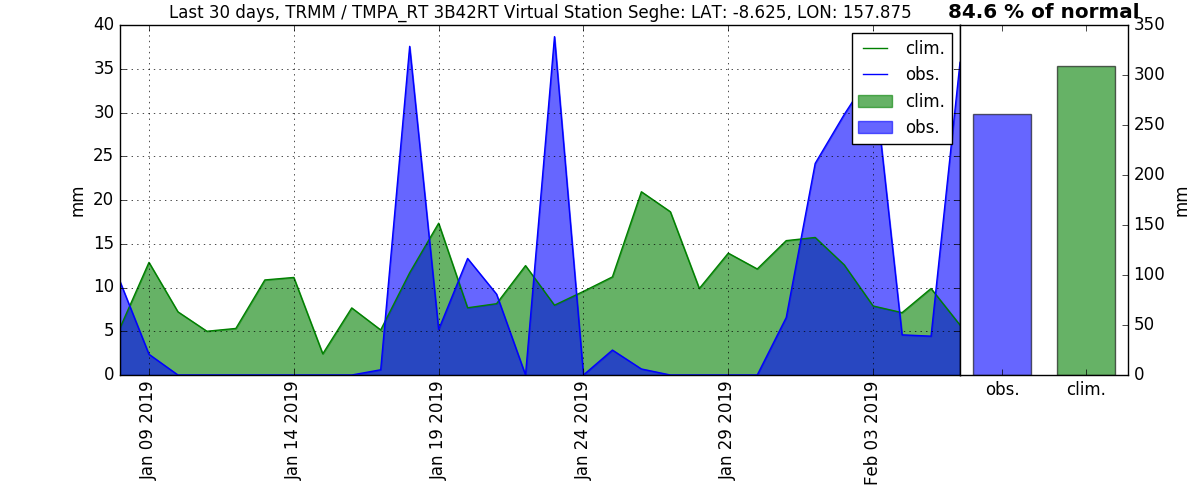 Last 30 days, TRMM / TMPA_RT 3B42RT Virtual Station Seghe: LAT: -8.625, LON: 157.875
84.6 % of normal
40
35
30
25
20
15
10
5
0
mm
clim.
obs.
clim.
obs.
Jan 09 2019
Jan 14 2019
Jan 19 2019
Jan 24 2019
Jan 29 2019
Feb 03 2019
350
300
250
200
150
100
50
0
mm
obs.
clim.